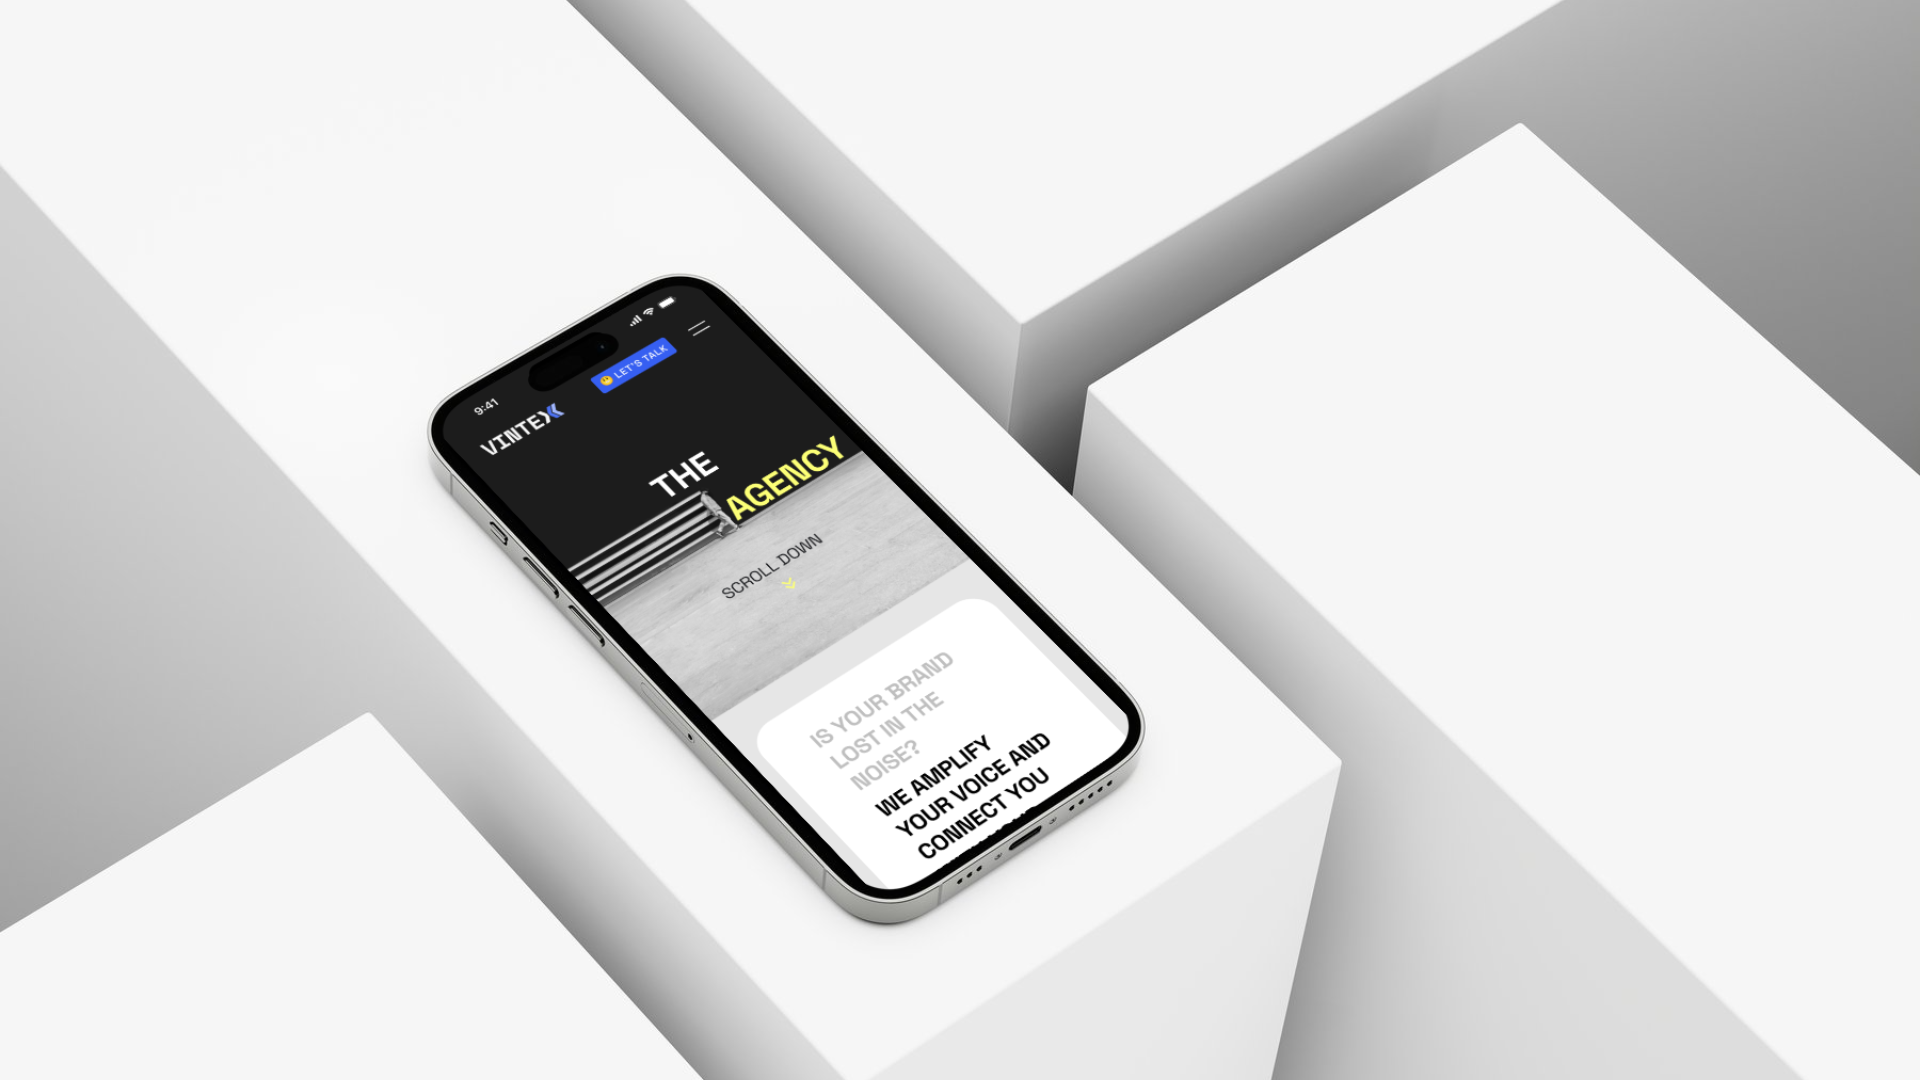 9:41
VINTEX
LET'S TALK
THE
AGENCY
SCROLL DOWN
IS YOUR BRAND
LOST IN THE
NOISE?
WE AMPLIFY
YOUR VOICE AND
CONNECT YOU